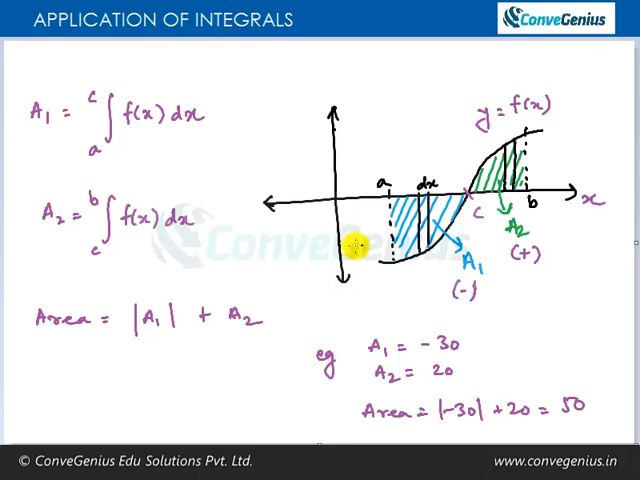 APPLICATION OF INTEGRALS
ConveGenius
A₁ = ₐ∫ᶜ f(x) dx
y = f(x)
a
dx
c
b
x
A₂ = c∫ᵇ f(x) dx
A₂
(+)
A₁
(-)
ConveGenius
Area = |A₁| + A₂
eg
A₁ = -30
A₂ = 20
Area = |-30| + 20 = 50
© ConveGenius Edu Solutions Pvt. Ltd.
www.convegenius.in